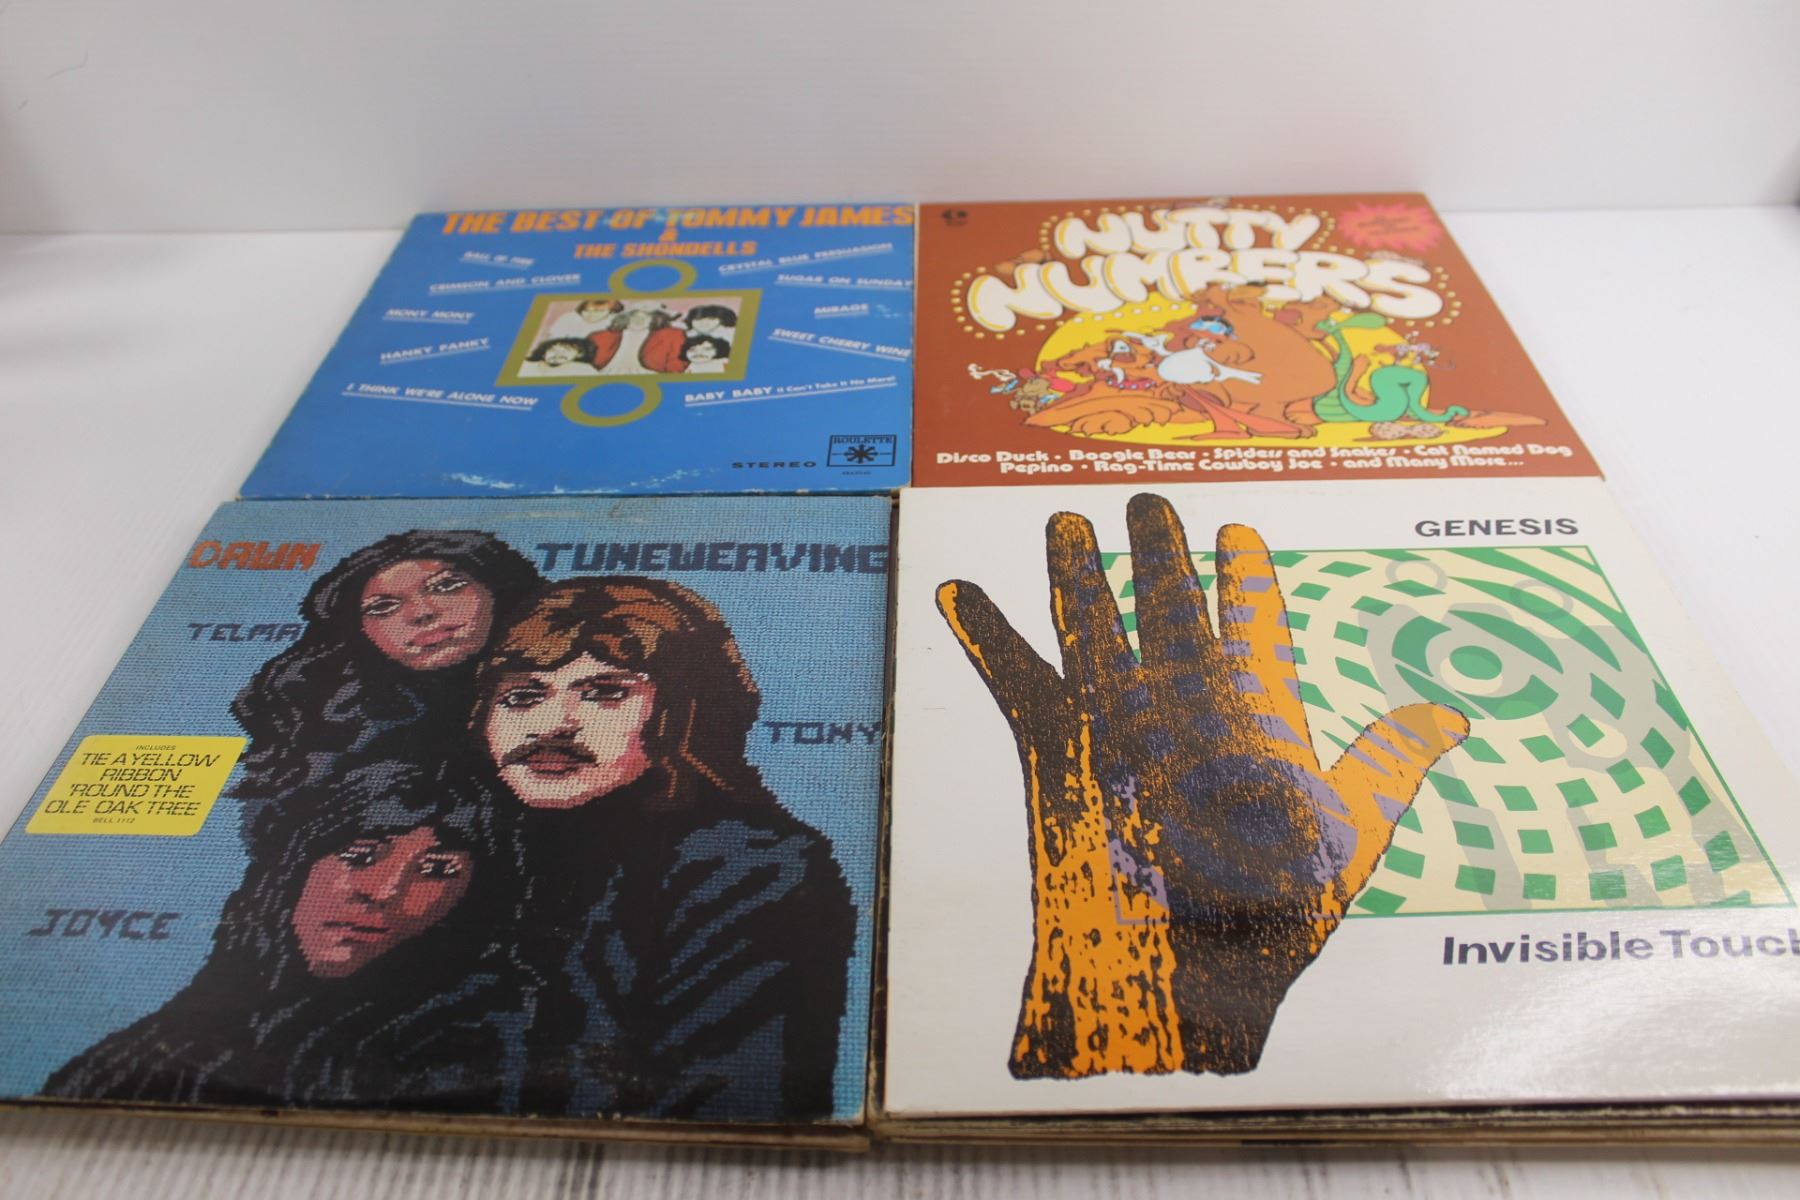 THE BEST OF TOMMY JAMES
&
THE SHONDELLS
BALL OF FIRE
CRIMSON AND CLOVER
MONY MONY
HANKY PANKY
I THINK WE'RE ALONE NOW
CRYSTAL BLUE PERSUASION
SUGAR ON SUNDAY
MIRAGE
SWEET CHERRY WINE
BABY BABY (I Can't Take It No More)
STEREO
ROULETTE
NUTTY
NUMBERS
Disco Duck • Boogie Bear • Spiders and Snakes • Cat Named Dog
Pepino • Rag-Time Cowboy Joe • and Many More...
DAWN
TUNEWEAVING
TELMA
TONY
JOYCE
INCLUDES
TIE A YELLOW
RIBBON
'ROUND THE
OLE OAK TREE
BELL 1112
GENESIS
Invisible Touch